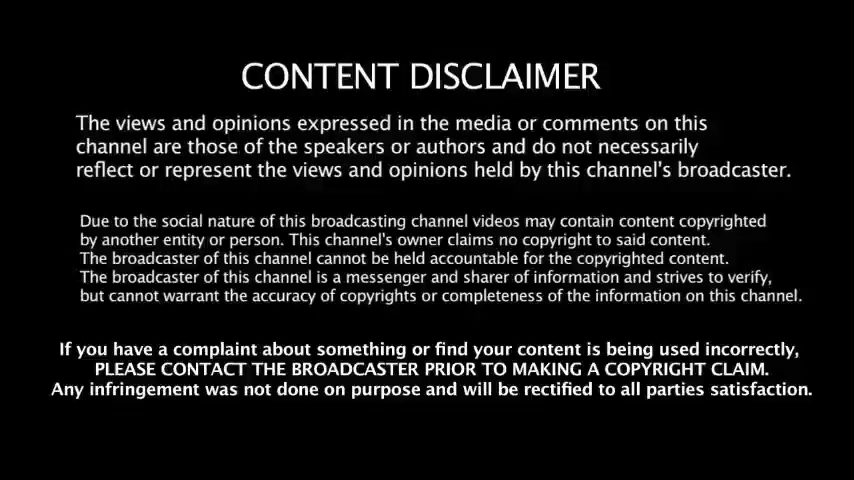 CONTENT DISCLAIMER
The views and opinions expressed in the media or comments on this
channel are those of the speakers or authors and do not necessarily
reflect or represent the views and opinions held by this channel's broadcaster.
Due to the social nature of this broadcasting channel videos may contain content copyrighted
by another entity or person. This channel's owner claims no copyright to said content.
The broadcaster of this channel cannot be held accountable for the copyrighted content.
The broadcaster of this channel is a messenger and sharer of information and strives to verify,
but cannot warrant the accuracy of copyrights or completeness of the information on this channel.
If you have a complaint about something or find your content is being used incorrectly,
PLEASE CONTACT THE BROADCASTER PRIOR TO MAKING A COPYRIGHT CLAIM.
Any infringement was not done on purpose and will be rectified to all parties satisfaction.